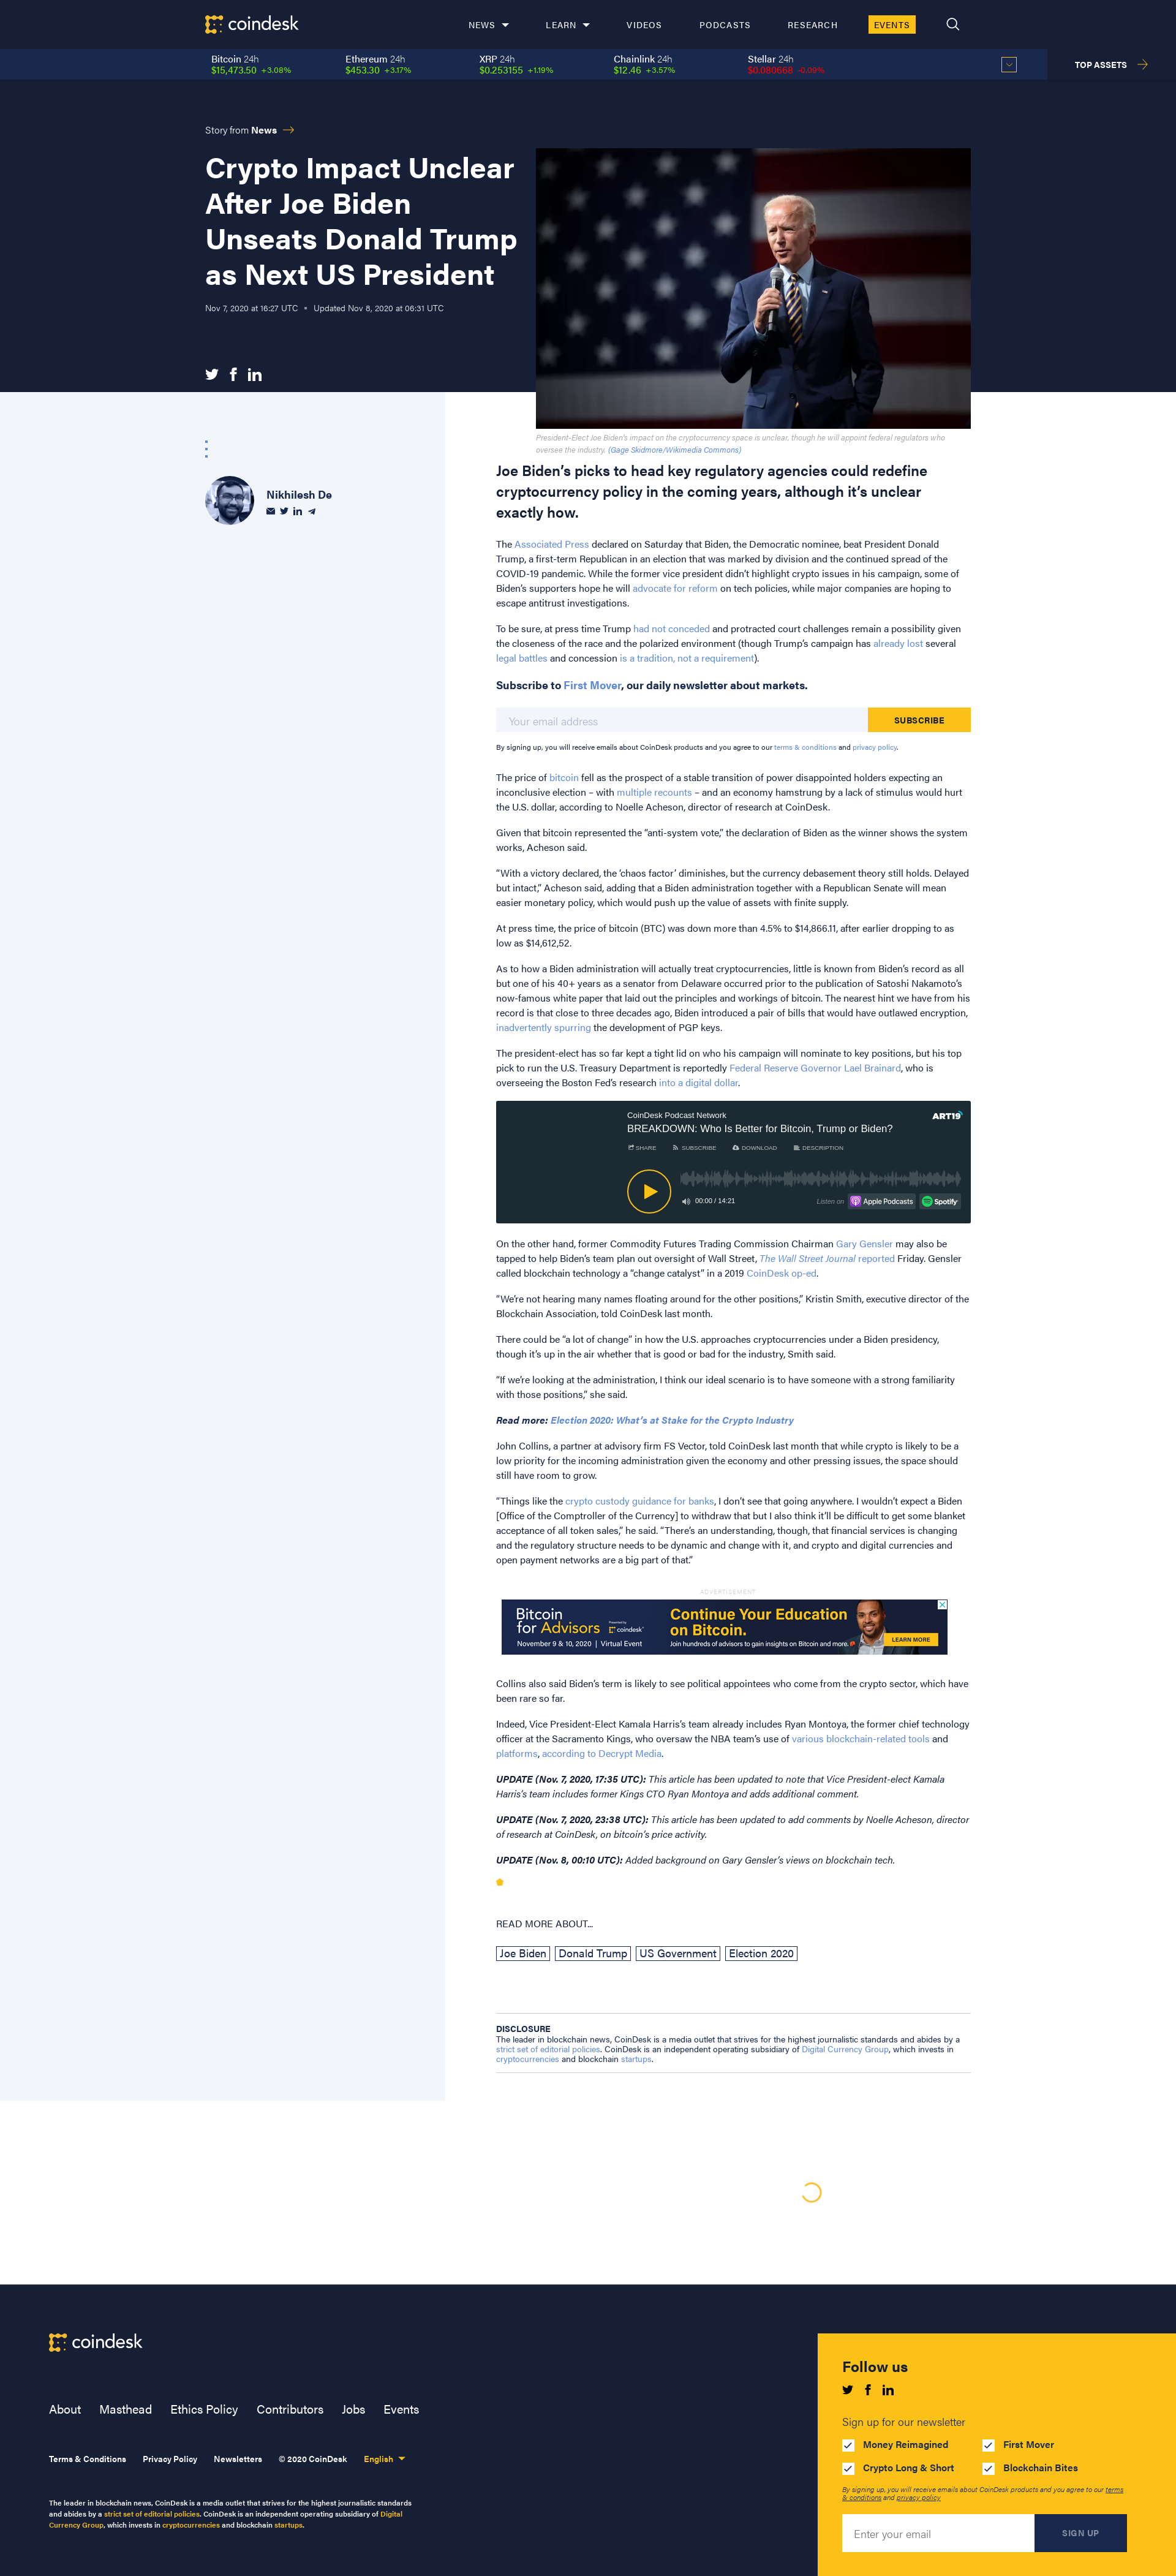 coindesk
NEWS LEARN VIDEOS PODCASTS RESEARCH EVENTS
Bitcoin 24h
$15,473.50 +3.08%
Ethereum 24h
$453.30 +3.17%
XRP 24h
$0.253155 +1.19%
Chainlink 24h
$12.46 +3.57%
Stellar 24h
TOP ASSETS
Story from News
Crypto Impact Unclear
After Joe Biden
Unseats Donald Trump
as Next US President
Nov 7, 2020 at 16:27 UTC • Updated Nov 8, 2020 at 06:31 UTC
President-Elect Joe Biden's impact on the cryptocurrency space is unclear, though he will appoint federal regulators who
oversee the industry. (Gage Skidmore/Wikimedia Commons)
Nikhilesh De
Joe Biden’s picks to head key regulatory agencies could redefine
cryptocurrency policy in the coming years, although it’s unclear
exactly how.
The Associated Press declared on Saturday that Biden, the Democratic nominee, beat President Donald
Trump, a first-term Republican in an election that was marked by division and the continued spread of the
COVID-19 pandemic. While the former vice president didn’t highlight crypto issues in his campaign, some of
Biden’s supporters hope he will advocate for reform on tech policies, while major companies are hoping to
escape antitrust investigations.
To be sure, at press time Trump had not conceded and protracted court challenges remain a possibility given
the closeness of the race and the polarized environment (though Trump’s campaign has already lost several
legal battles and concession is a tradition, not a requirement).
Subscribe to First Mover, our daily newsletter about markets.
Your email address
SUBSCRIBE
By signing up, you will receive emails about CoinDesk products and you agree to our terms & conditions and privacy policy.
The price of bitcoin fell as the prospect of a stable transition of power disappointed holders expecting an
inconclusive election – with multiple recounts – and an economy hamstrung by a lack of stimulus would hurt
the U.S. dollar, according to Noelle Acheson, director of research at CoinDesk.
Given that bitcoin represented the “anti-system vote,” the declaration of Biden as the winner shows the system
works, Acheson said.
“With a victory declared, the ‘chaos factor’ diminishes, but the currency debasement theory still holds. Delayed
but intact,” Acheson said, adding that a Biden administration together with a Republican Senate will mean
easier monetary policy, which would push up the value of assets with finite supply.
At press time, the price of bitcoin (BTC) was down more than 4.5% to $14,866.11, after earlier dropping to as
low as $14,612,52.
As to how a Biden administration will actually treat cryptocurrencies, little is known from Biden’s record as all
but one of his 40+ years as a senator from Delaware occurred prior to the publication of Satoshi Nakamoto’s
now-famous white paper that laid out the principles and workings of bitcoin. The nearest hint we have from his
record is that close to three decades ago, Biden introduced a pair of bills that would have outlawed encryption,
inadvertently spurring the development of PGP keys.
The president-elect has so far kept a tight lid on who his campaign will nominate to key positions, but his top
pick to run the U.S. Treasury Department is reportedly Federal Reserve Governor Lael Brainard, who is
overseeing the Boston Fed’s research into a digital dollar.
CoinDesk Podcast Network
ART19
BREAKDOWN: Who Is Better for Bitcoin, Trump or Biden?
SHARE SUBSCRIBE DOWNLOAD DESCRIPTION
00:00 / 14:21
Listen on Apple Podcasts Spotify
On the other hand, former Commodity Futures Trading Commission Chairman Gary Gensler may also be
tapped to help Biden’s team plan out oversight of Wall Street, The Wall Street Journal reported Friday. Gensler
called blockchain technology a “change catalyst” in a 2019 CoinDesk op-ed.
“We’re not hearing many names floating around for the other positions,” Kristin Smith, executive director of the
Blockchain Association, told CoinDesk last month.
There could be “a lot of change” in how the U.S. approaches cryptocurrencies under a Biden presidency,
though it’s up in the air whether that is good or bad for the industry, Smith said.
“If we’re looking at the administration, I think our ideal scenario is to have someone with a strong familiarity
with those positions,” she said.
Read more: Election 2020: What’s at Stake for the Crypto Industry
John Collins, a partner at advisory firm FS Vector, told CoinDesk last month that while crypto is likely to be a
low priority for the incoming administration given the economy and other pressing issues, the space should
still have room to grow.
“Things like the crypto custody guidance for banks, I don’t see that going anywhere. I wouldn’t expect a Biden
[Office of the Comptroller of the Currency] to withdraw that but I also think it’ll be difficult to get some blanket
acceptance of all token sales,” he said. “There’s an understanding, though, that financial services is changing
and the regulatory structure needs to be dynamic and change with it, and crypto and digital currencies and
open payment networks are a big part of that.”
ADVERTISEMENT
Bitcoin
for Advisors
Powered by
coindesk
November 9 & 10, 2020 | Virtual Event
Continue Your Education
on Bitcoin.
Join hundreds of advisors to gain insights on Bitcoin and more.
LEARN MORE
Collins also said Biden’s term is likely to see political appointees who come from the crypto sector, which have
been rare so far.
Indeed, Vice President-Elect Kamala Harris’s team already includes Ryan Montoya, the former chief technology
officer at the Sacramento Kings, who oversaw the NBA team’s use of various blockchain-related tools and
platforms, according to Decrypt Media.
UPDATE (Nov. 7, 2020, 17:35 UTC): This article has been updated to note that Vice President-elect Kamala
Harris’s team includes former Kings CTO Ryan Montoya and adds additional comment.
UPDATE (Nov. 7, 2020, 23:38 UTC): This article has been updated to add comments by Noelle Acheson, director
of research at CoinDesk, on bitcoin’s price activity.
UPDATE (Nov. 8, 00:10 UTC): Added background on Gary Gensler’s views on blockchain tech.
READ MORE ABOUT...
Joe Biden Donald Trump US Government Election 2020
DISCLOSURE
The leader in blockchain news, CoinDesk is a media outlet that strives for the highest journalistic standards and abides by a
strict set of editorial policies. CoinDesk is an independent operating subsidiary of Digital Currency Group, which invests in
cryptocurrencies and blockchain startups.
coindesk
About Masthead Ethics Policy Contributors Jobs Events
Terms & Conditions Privacy Policy Newsletters © 2020 CoinDesk English
The leader in blockchain news, CoinDesk is a media outlet that strives for the highest journalistic standards
and abides by a strict set of editorial policies. CoinDesk is an independent operating subsidiary of Digital
Currency Group, which invests in cryptocurrencies and blockchain startups.
Follow us
Sign up for our newsletter
Money Reimagined First Mover
Crypto Long & Short Blockchain Bites
By signing up, you will receive emails about CoinDesk products and you agree to our terms
& conditions and privacy policy
Enter your email
SIGN UP